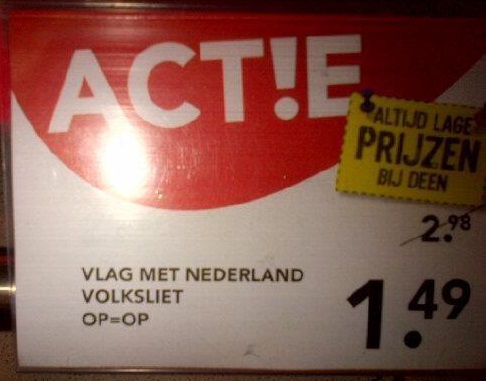 ACT!E
ALTIJD LAGE
PRIJZEN
BIJ DEEN
2.98
VLAG MET NEDERLAND
VOLKSLIET
OP=OP
1.49